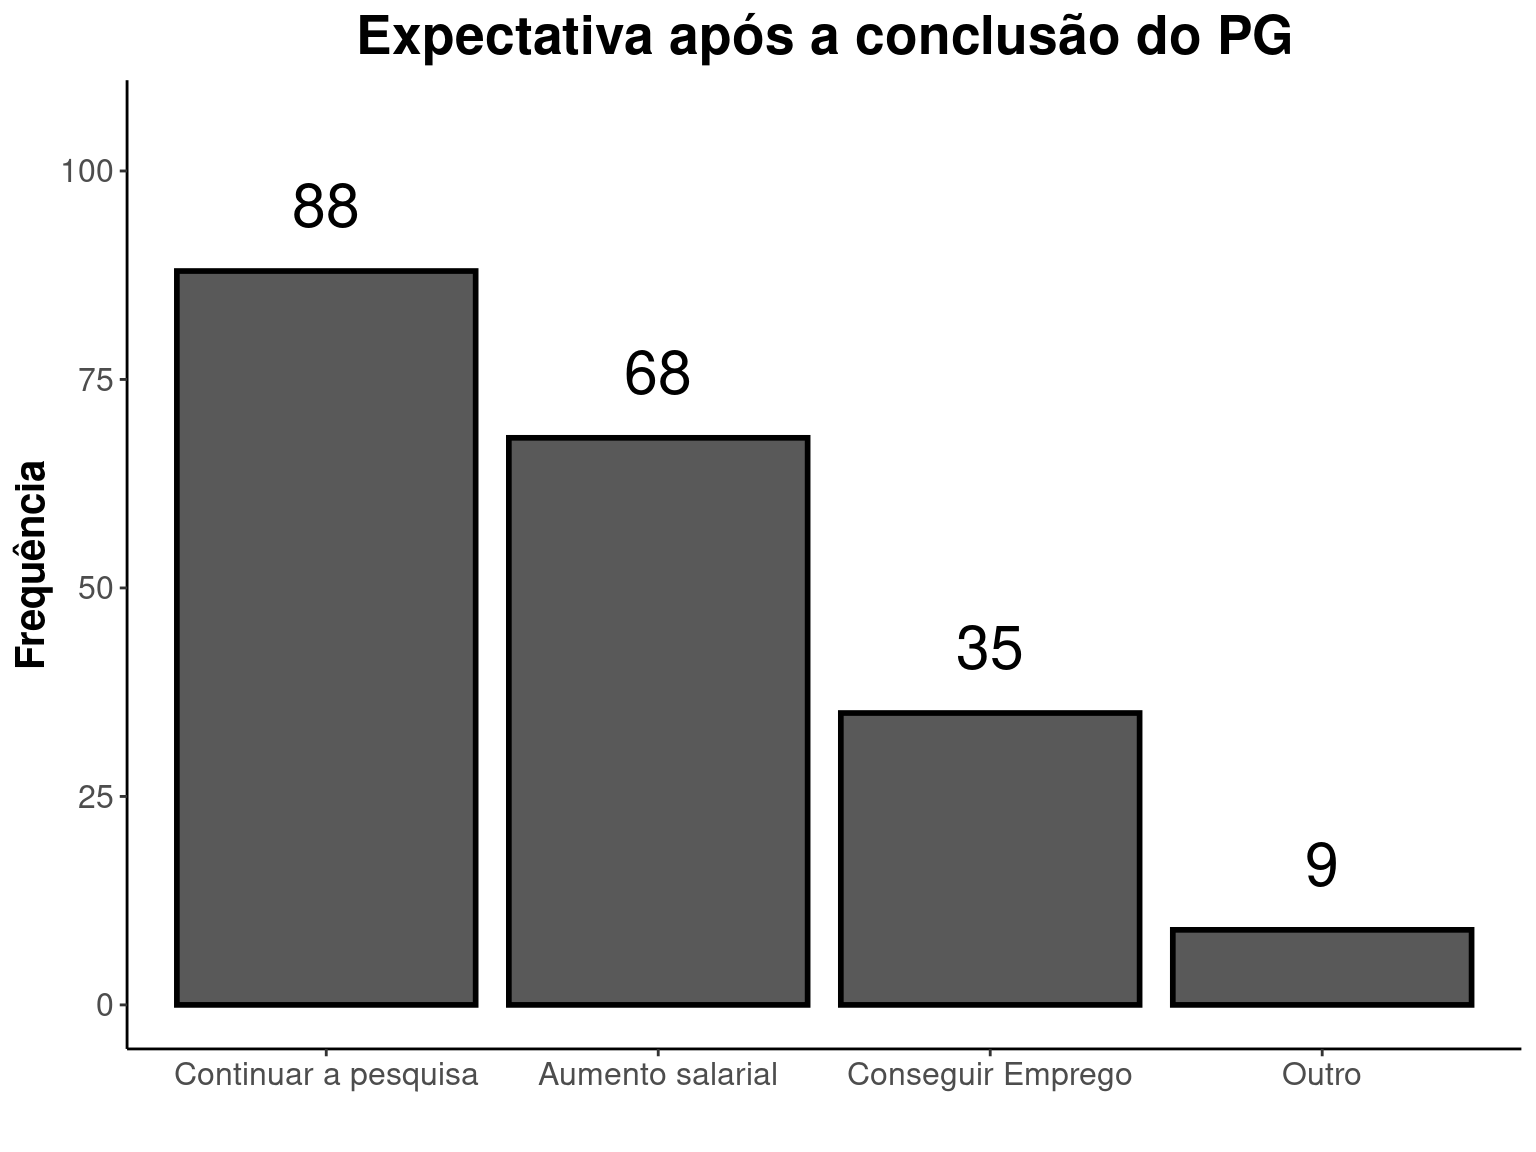 Expectativa após a conclusão do PG
Frequência
100
75
50
25
0
88
68
35
9
Continuar a pesquisa
Aumento salarial
Conseguir Emprego
Outro